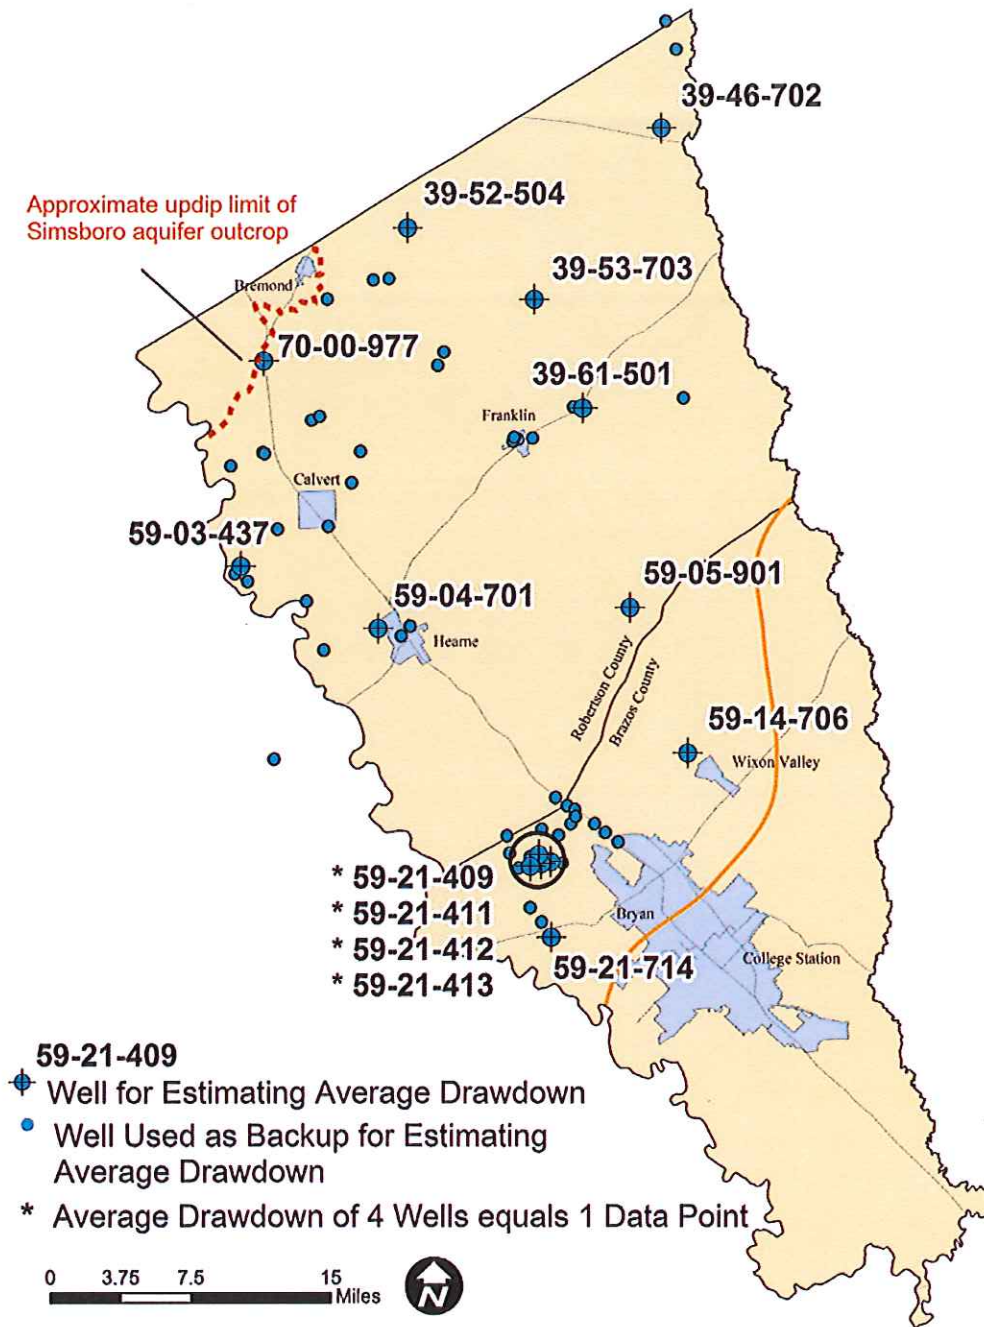 39-46-702
39-52-504
Approximate updip limit of
Simsboro aquifer outcrop
Bremond
39-53-703
70-00-977
39-61-501
Franklin
Calvert
59-03-437
59-04-701
59-05-901
Hearne
Robertson County
Brazos County
59-14-706
Wixon Valley
* 59-21-409
* 59-21-411
* 59-21-412
* 59-21-413
Bryan
College Station
59-21-714
59-21-409
Well for Estimating Average Drawdown
Well Used as Backup for Estimating
Average Drawdown
* Average Drawdown of 4 Wells equals 1 Data Point
0 3.75 7.5 15
Miles
N